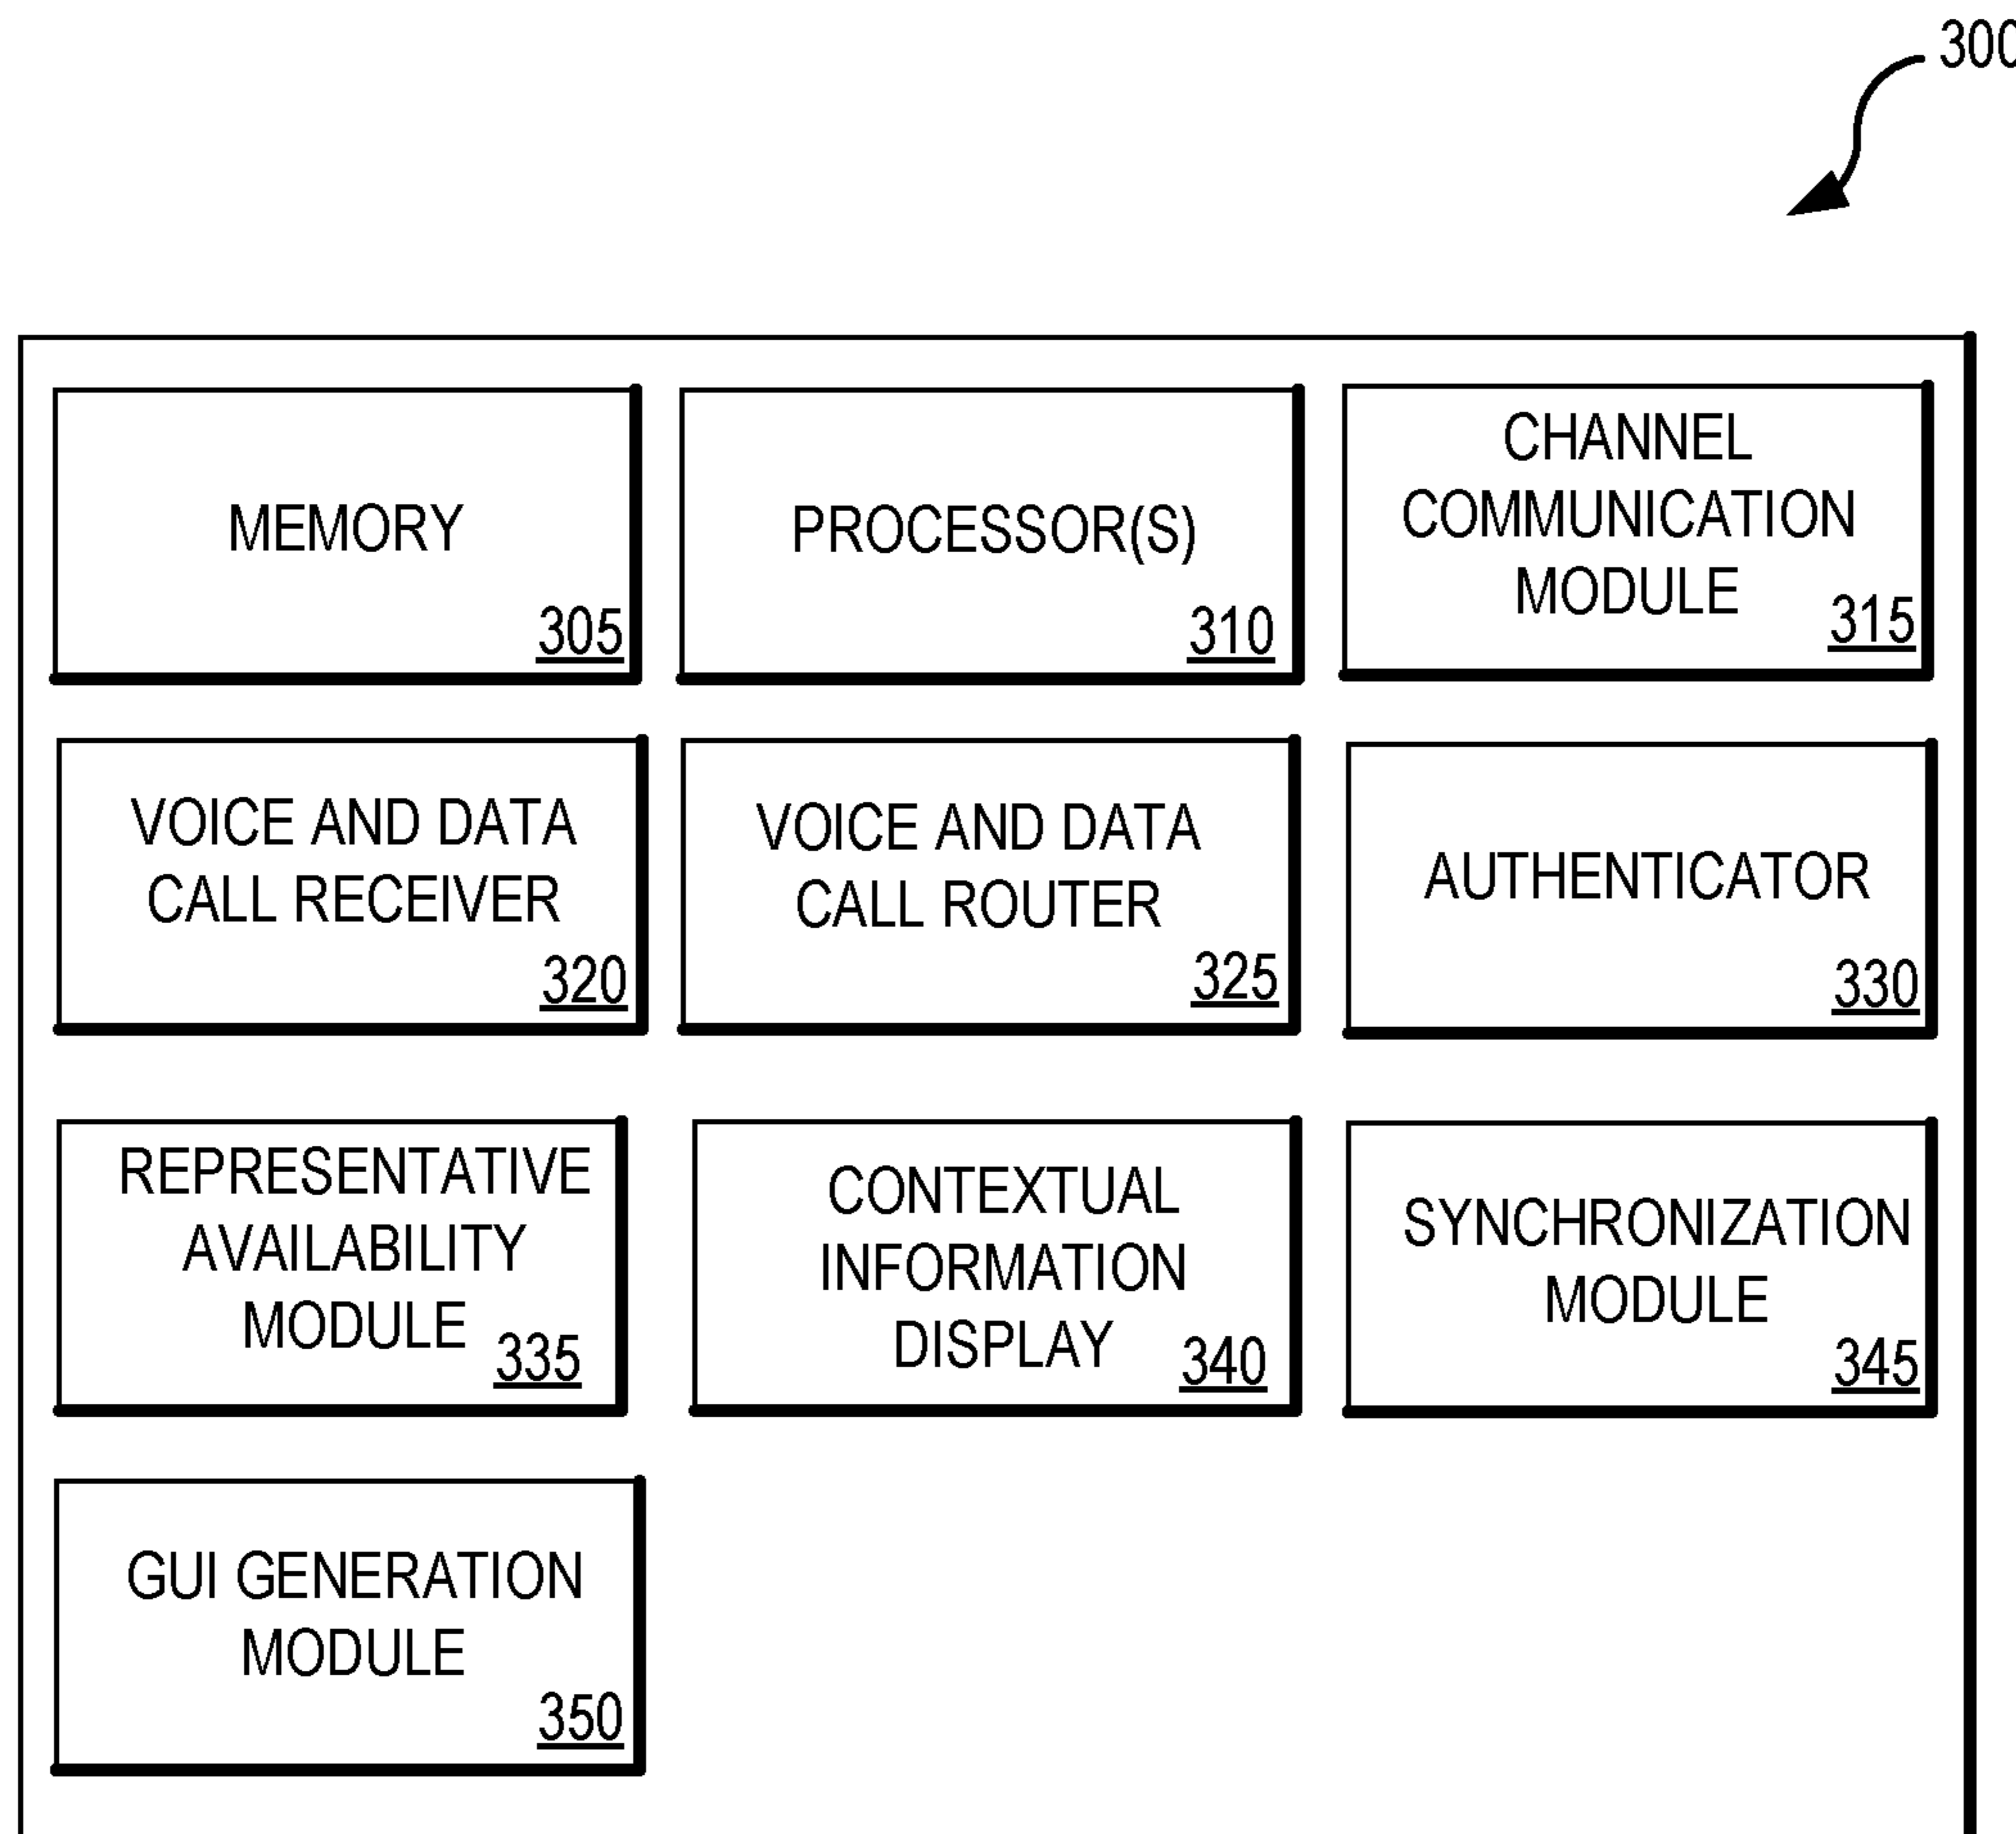 300
MEMORY
305
PROCESSOR(S)
310
CHANNEL
COMMUNICATION
MODULE
315
VOICE AND DATA
CALL RECEIVER
320
VOICE AND DATA
CALL ROUTER
325
AUTHENTICATOR
330
REPRESENTATIVE
AVAILABILITY
MODULE
335
CONTEXTUAL
INFORMATION
DISPLAY
340
SYNCHRONIZATION
MODULE
345
GUI GENERATION
MODULE
350